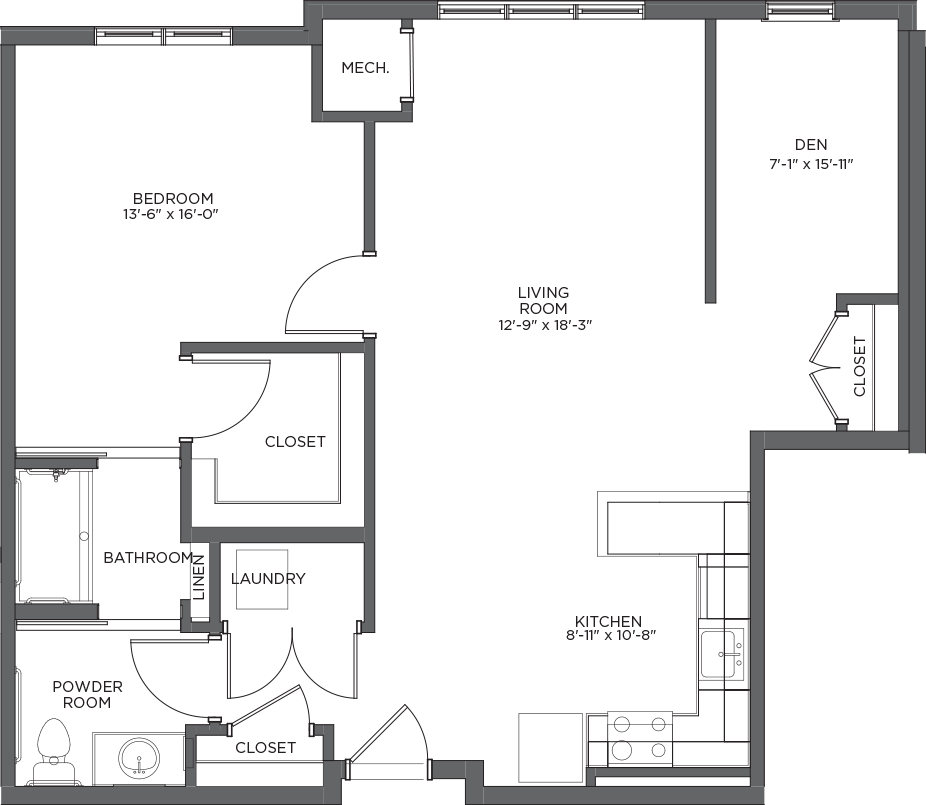 MECH.
DEN
7'-1" x 15'-11"
BEDROOM
13'-6" x 16'-0"
LIVING
ROOM
12'-9" x 18'-3"
CLOSET
CLOSET
BATHROOM
LINEN
LAUNDRY
KITCHEN
8'-11" x 10'-8"
POWDER
ROOM
CLOSET